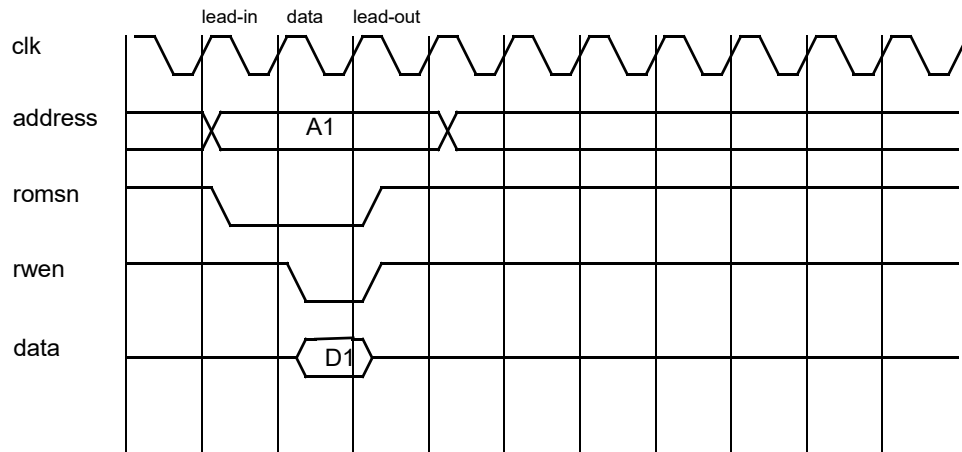 lead-in data lead-out
clk
address A1
romsn
rwen
data D1